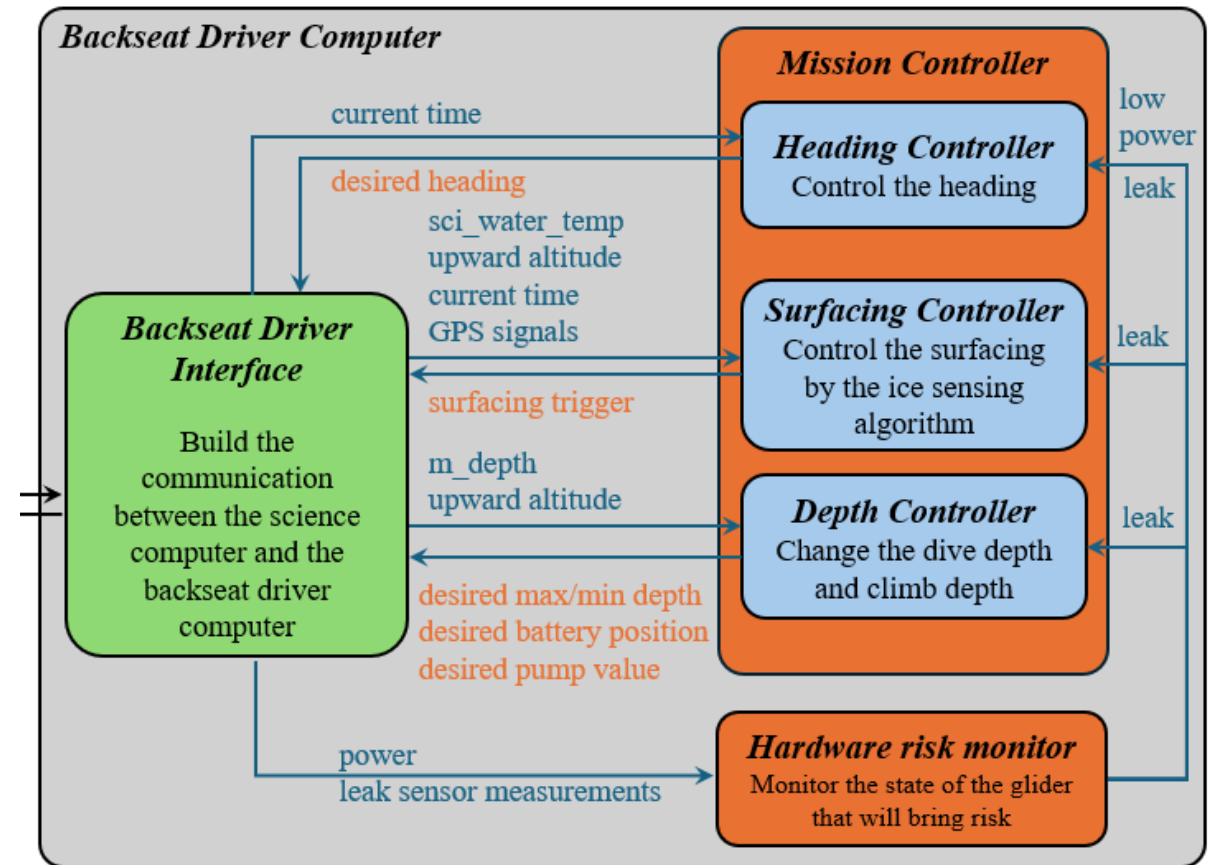 Backseat Driver Computer
Mission Controller
current time
Heading Controller
Control the heading
low
power
leak
desired heading
sci_water_temp
upward altitude
current time
GPS signals
Surfacing Controller
Control the surfacing
by the ice sensing
algorithm
leak
surfacing trigger
Backseat Driver
Interface
Build the
communication
between the science
computer and the
backseat driver
computer
m_depth
upward altitude
Depth Controller
Change the dive depth
and climb depth
leak
desired max/min depth
desired battery position
desired pump value
power
leak sensor measurements
Hardware risk monitor
Monitor the state of the glider
that will bring risk